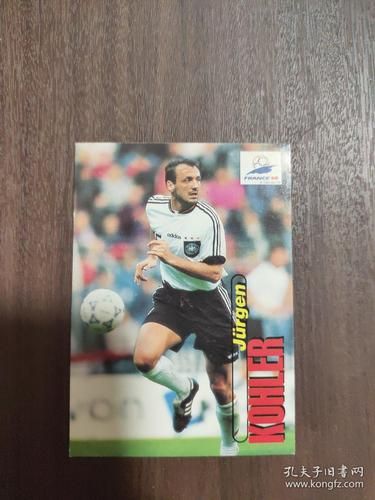 FRANCE 98
adidas
Jürgen
KOHLER
孔夫子旧书网
www.kongfz.com